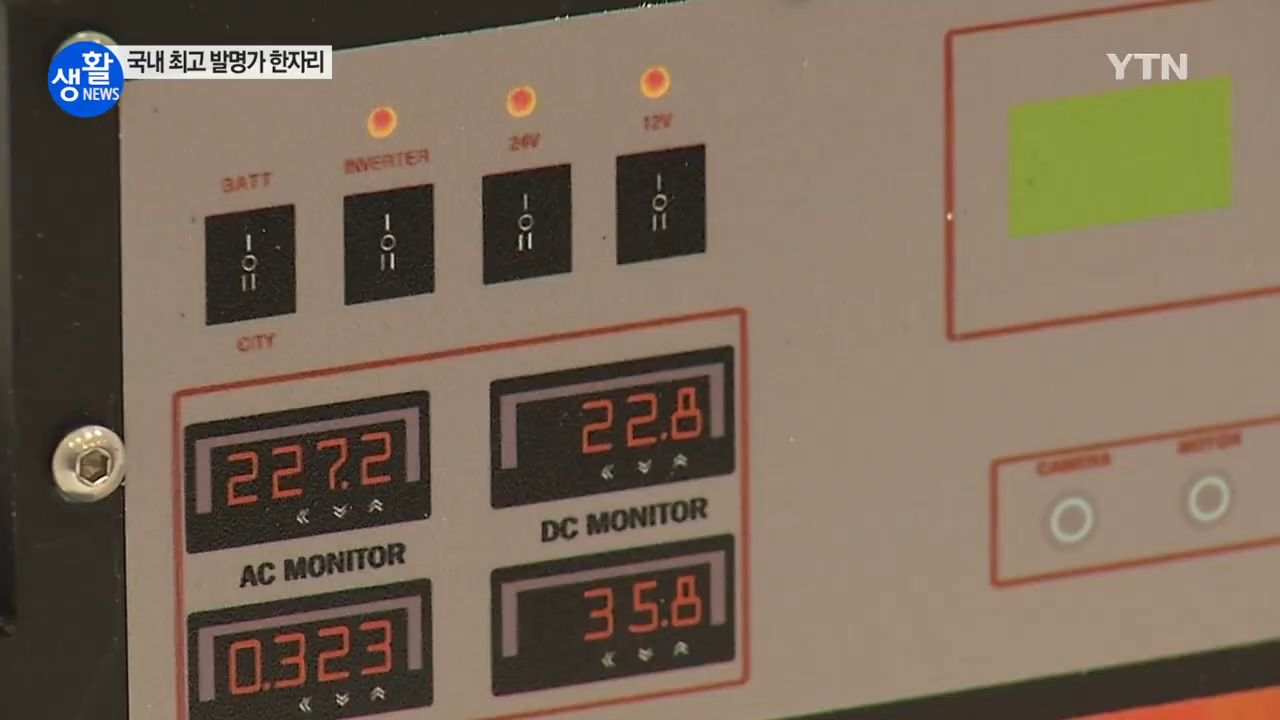 생활
NEWS
국내 최고 발명가 한자리
YTN
BATT
INVERTER
24V
12V
CITY
227.2
22.8
AC MONITOR
DC MONITOR
0.323
35.8
CAMERA
MOTOR